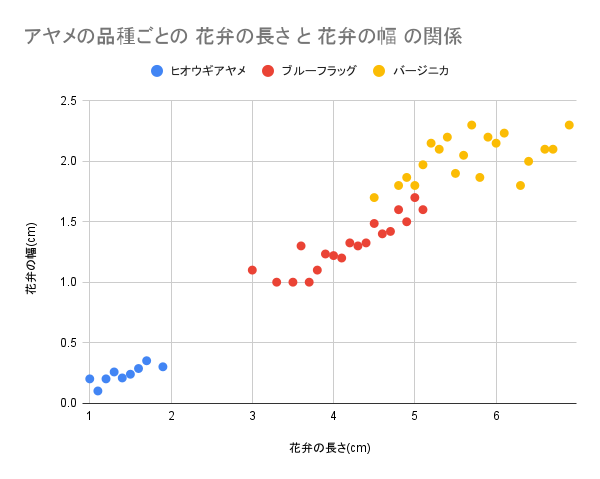 アヤメの品種ごとの 花弁の長さ と 花弁の幅 の関係
ヒオウギアヤメ ブルーフラッグ バージニカ
2.5
2.0
1.5
1.0
0.5
0.0
花弁の幅(cm)
1 2 3 4 5 6
花弁の長さ(cm)